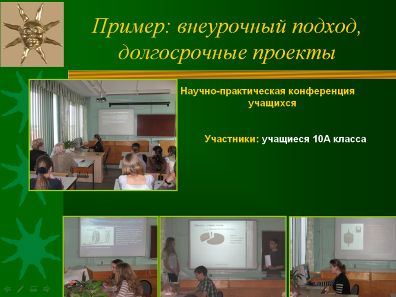 Пример: внеурочный подход,
долгосрочные проекты
Научно-практическая конференция
учащихся
Участники: учащиеся 10А класса